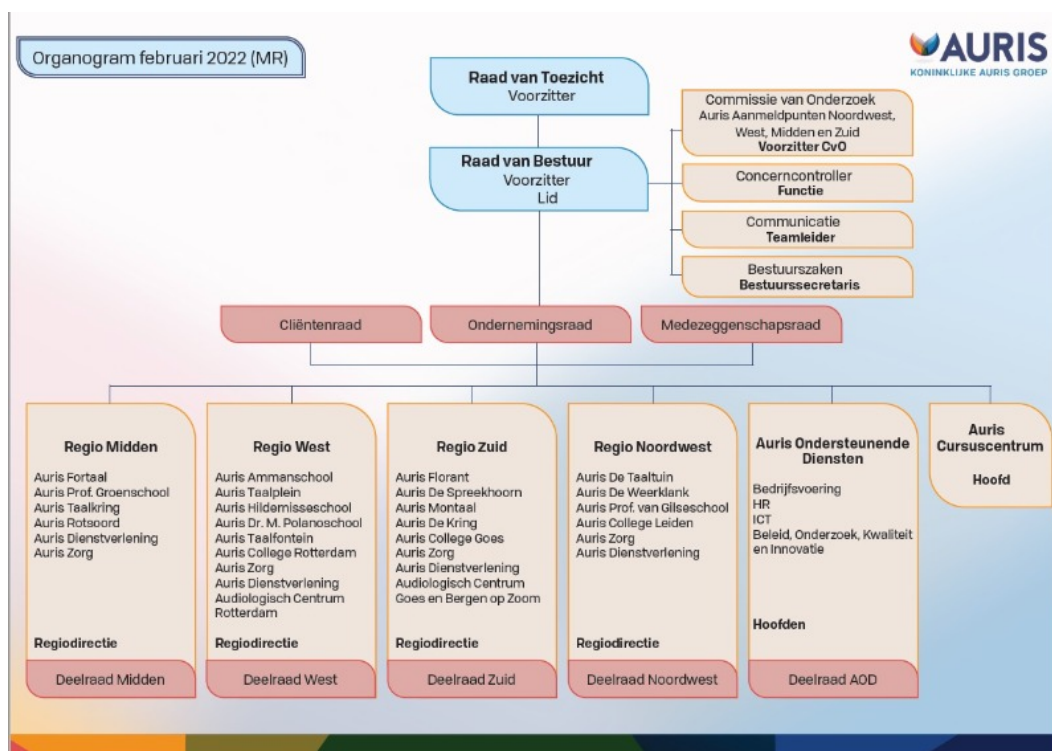 Organogram februari 2022 (MR)
AURIS
KONINKLIJKE AURIS GROEP
Raad van Toezicht
Voorzitter
Raad van Bestuur
Voorzitter
Lid
Commissie van Onderzoek
Auris Aanmeldpunten Noordwest,
West, Midden en Zuid
Voorzitter CvO
Concerncontroller
Functie
Communicatie
Teamleider
Bestuurszaken
Bestuurssecretaris
Cliëntenraad
Ondernemingsraad
Medezeggenschapsraad
Regio Midden
Auris Fortaal
Auris Prof. Groenschool
Auris Taalkring
Auris Rotsoord
Auris Dienstverlening
Auris Zorg
Regiodirectie
Deelraad Midden
Regio West
Auris Ammanschool
Auris Taalplein
Auris Hildernisseschool
Auris Dr. M. Polanoschool
Auris Taalfontein
Auris College Rotterdam
Auris Zorg
Auris Dienstverlening
Audiologisch Centrum
Rotterdam
Regiodirectie
Deelraad West
Regio Zuid
Auris Florant
Auris De Spreekhoorn
Auris Montaal
Auris De Kring
Auris College Goes
Auris Zorg
Auris Dienstverlening
Audiologisch Centrum
Goes en Bergen op Zoom
Regiodirectie
Deelraad Zuid
Regio Noordwest
Auris De Taaltuin
Auris De Weerklank
Auris Prof. van Gilseschool
Auris College Leiden
Auris Zorg
Auris Dienstverlening
Regiodirectie
Deelraad Noordwest
Auris Ondersteunende
Diensten
Bedrijfsvoering
HR
ICT
Beleid, Onderzoek, Kwaliteit
en Innovatie
Hoofden
Deelraad AOD
Auris
Cursuscentrum
Hoofd